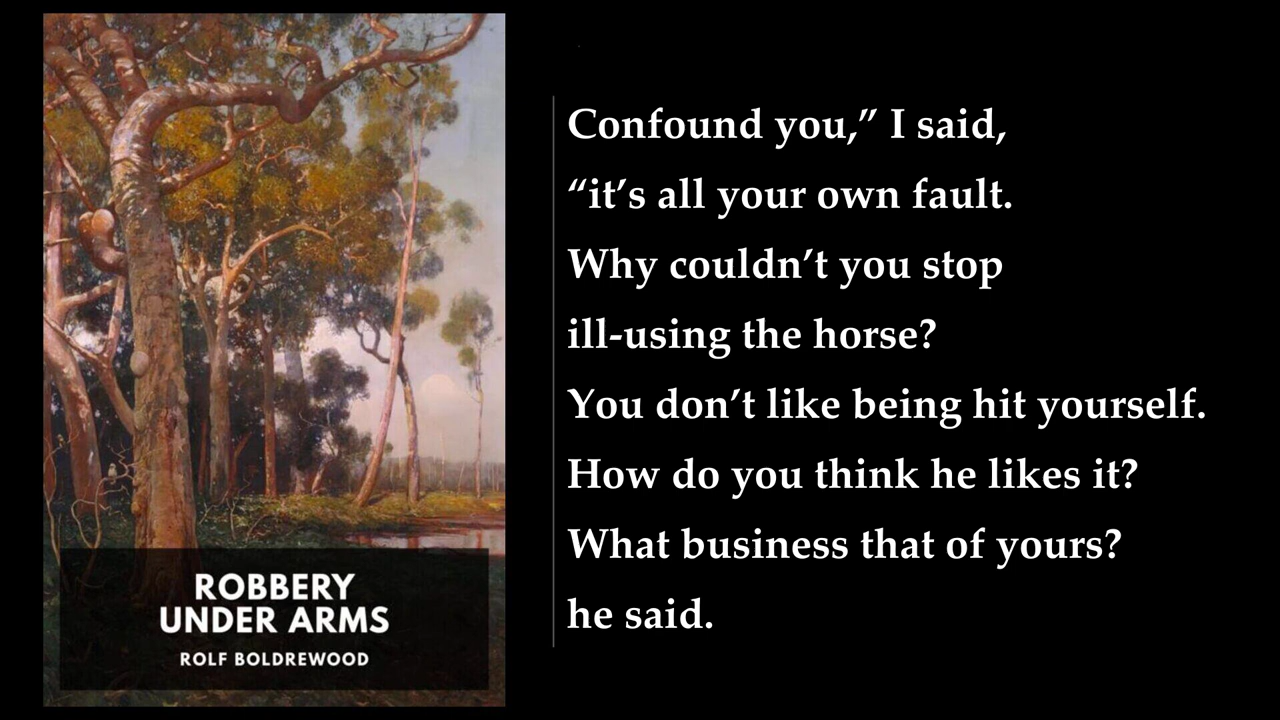 ROBBERY
UNDER ARMS
ROLF BOLDREWOOD
Confound you,” I said,
“it’s all your own fault.
Why couldn’t you stop
ill-using the horse?
You don’t like being hit yourself.
How do you think he likes it?
What business that of yours?
he said.